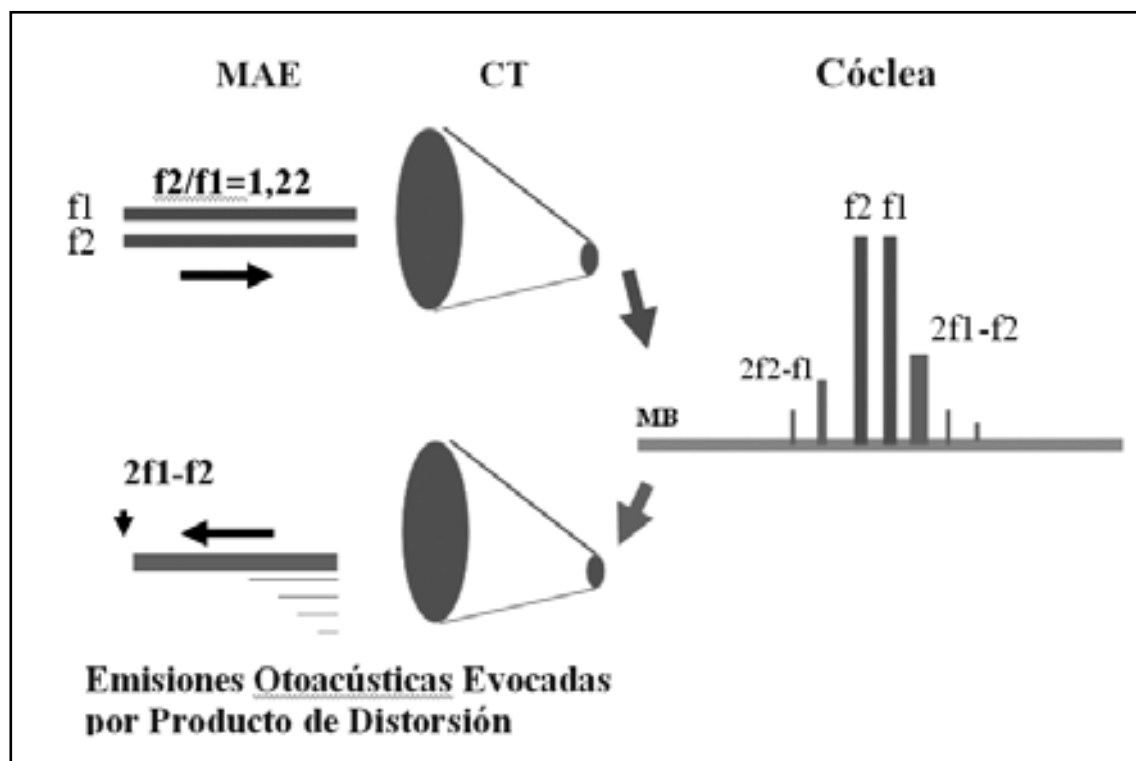 MAE CT Cóclea
f2/f1=1,22
f1
f2
f2 f1
2f1-f2
2f2-f1
MB
2f1-f2
Emisiones Otoacústicas Evocadas
por Producto de Distorsión